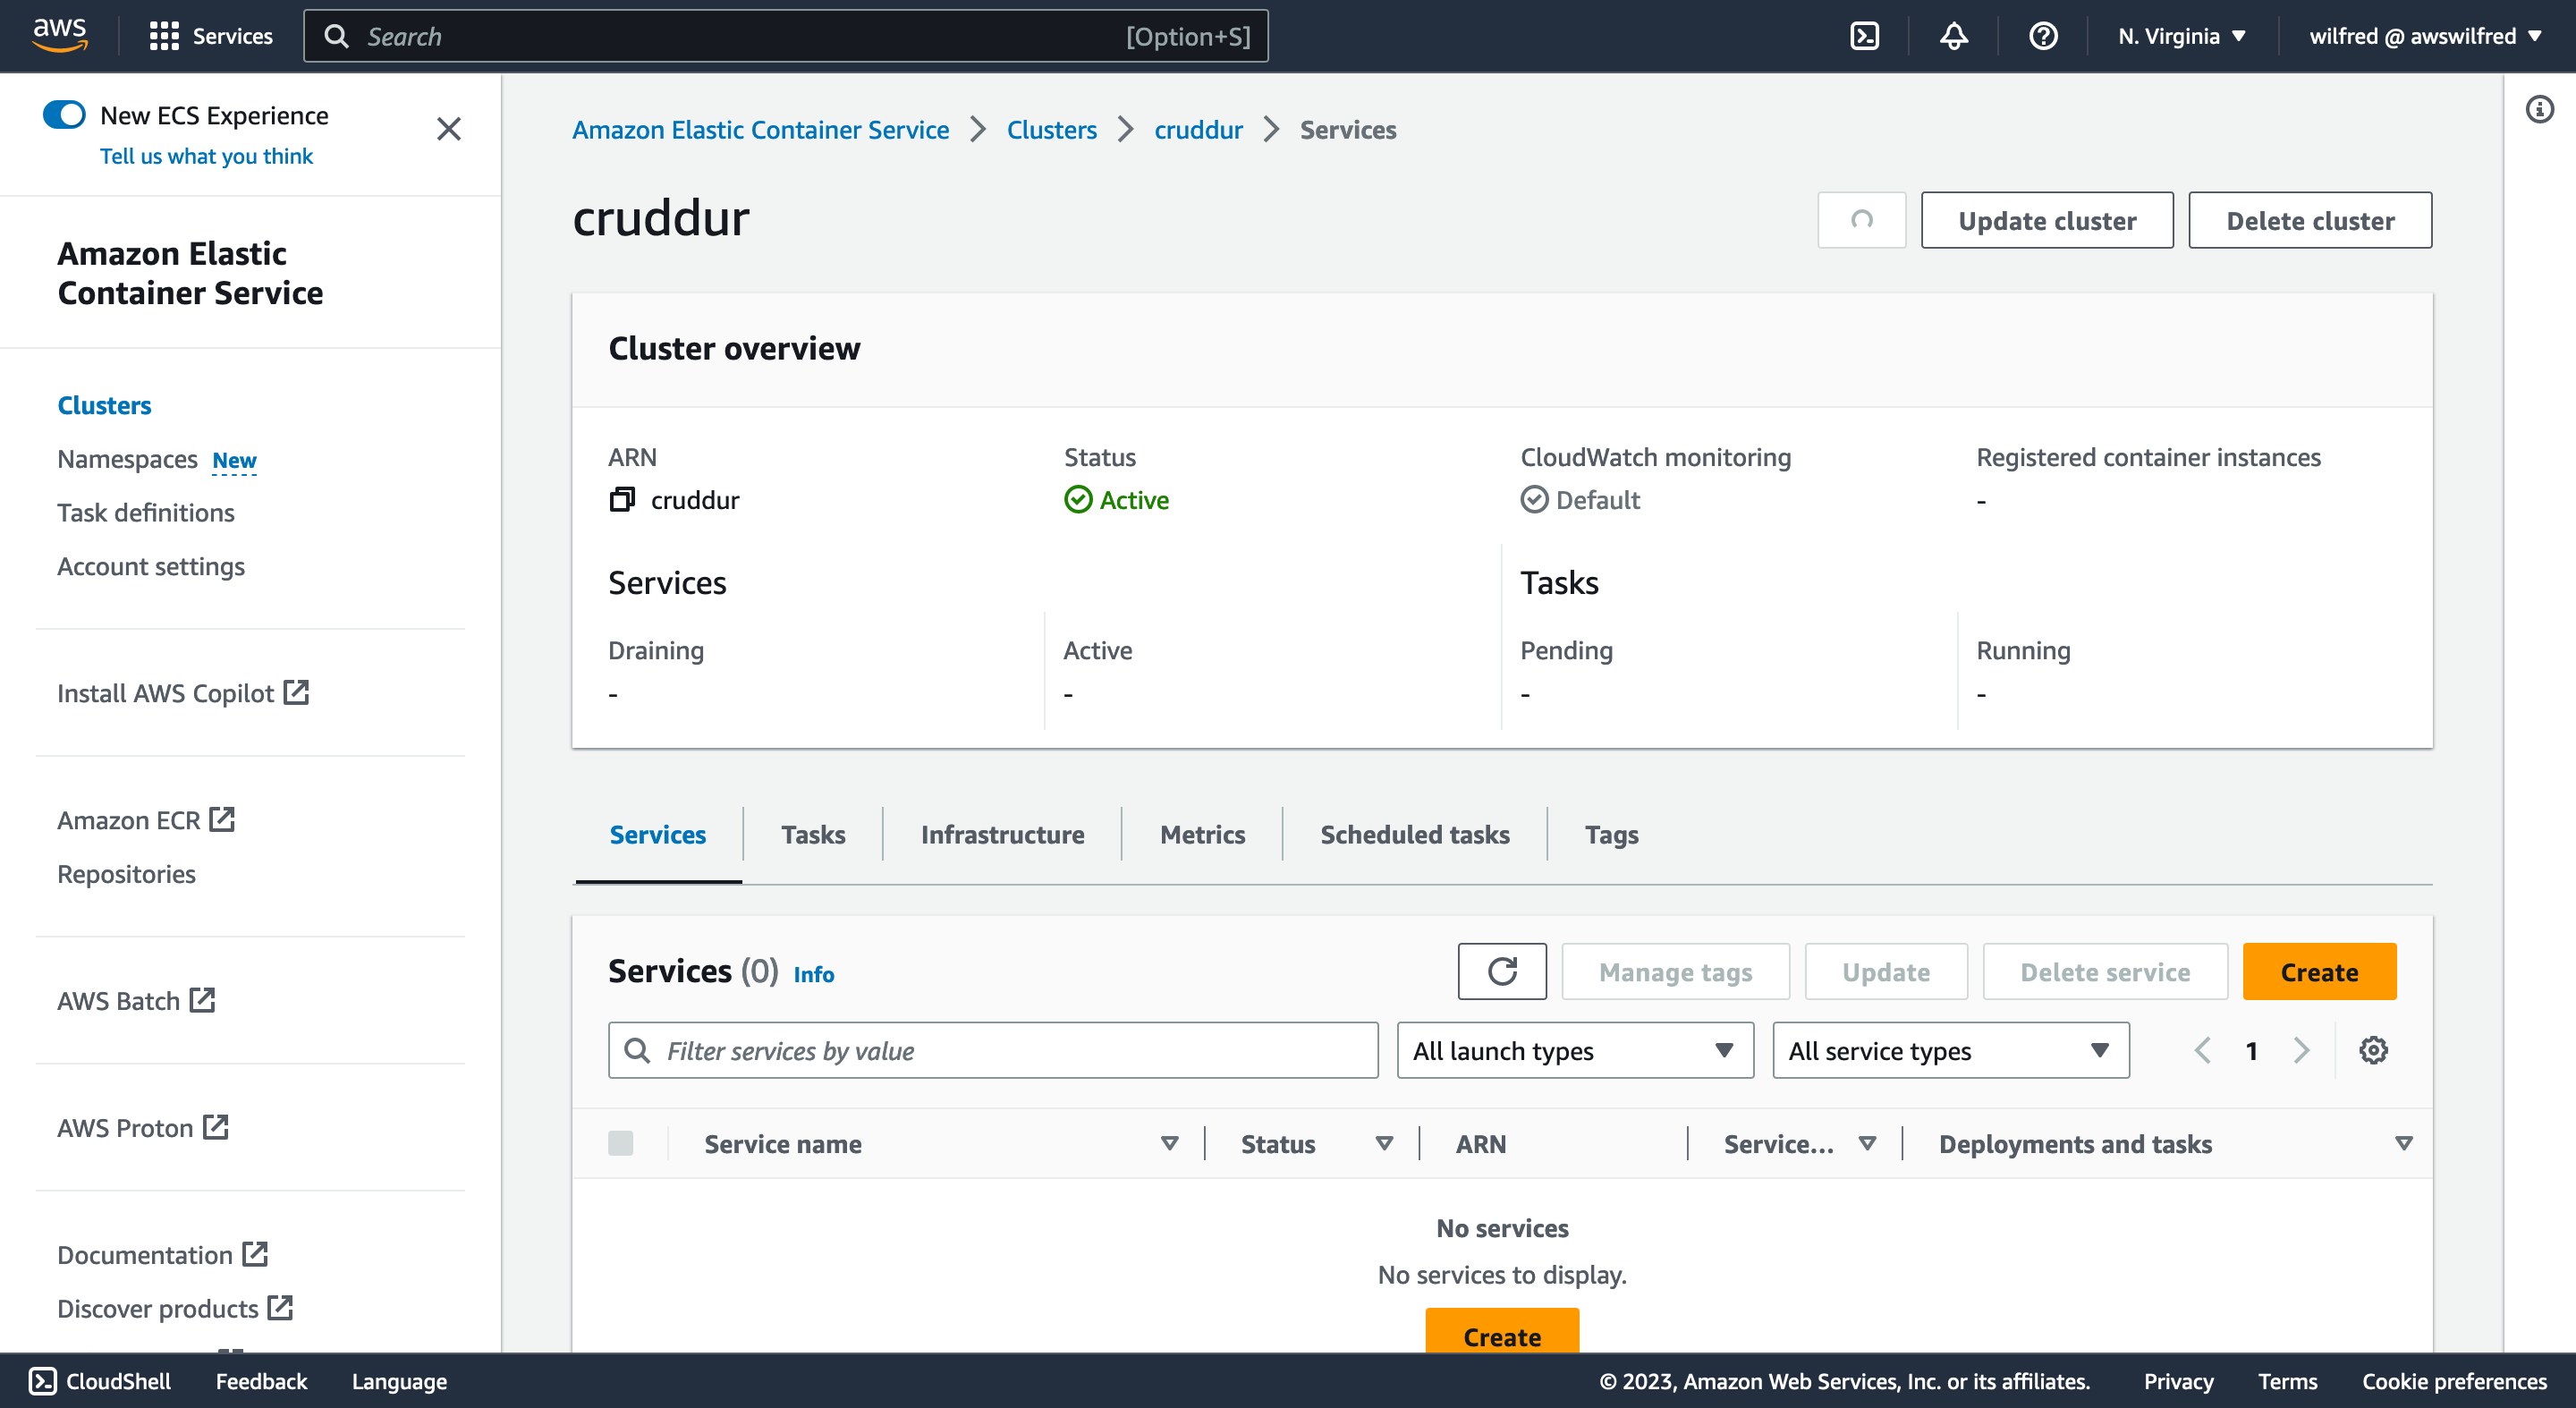 aws
Services
Search
[Option+S]
N. Virginia
wilfred @ awswilfred
New ECS Experience
Tell us what you think
Amazon Elastic
Container Service
Clusters
Namespaces New
Task definitions
Account settings
Install AWS Copilot
Amazon ECR
Repositories
AWS Batch
AWS Proton
Documentation
Discover products
Amazon Elastic Container Service
Clusters
cruddur
Services
cruddur
Update cluster
Delete cluster
Cluster overview
ARN
cruddur
Status
Active
CloudWatch monitoring
Default
Registered container instances
-
Services
Draining
-
Active
-
Tasks
Pending
-
Running
-
Services
Tasks
Infrastructure
Metrics
Scheduled tasks
Tags
Services (0) Info
Manage tags
Update
Delete service
Create
Filter services by value
All launch types
All service types
1
Service name
Status
ARN
Service...
Deployments and tasks
No services
No services to display.
Create
CloudShell
Feedback
Language
© 2023, Amazon Web Services, Inc. or its affiliates.
Privacy
Terms
Cookie preferences